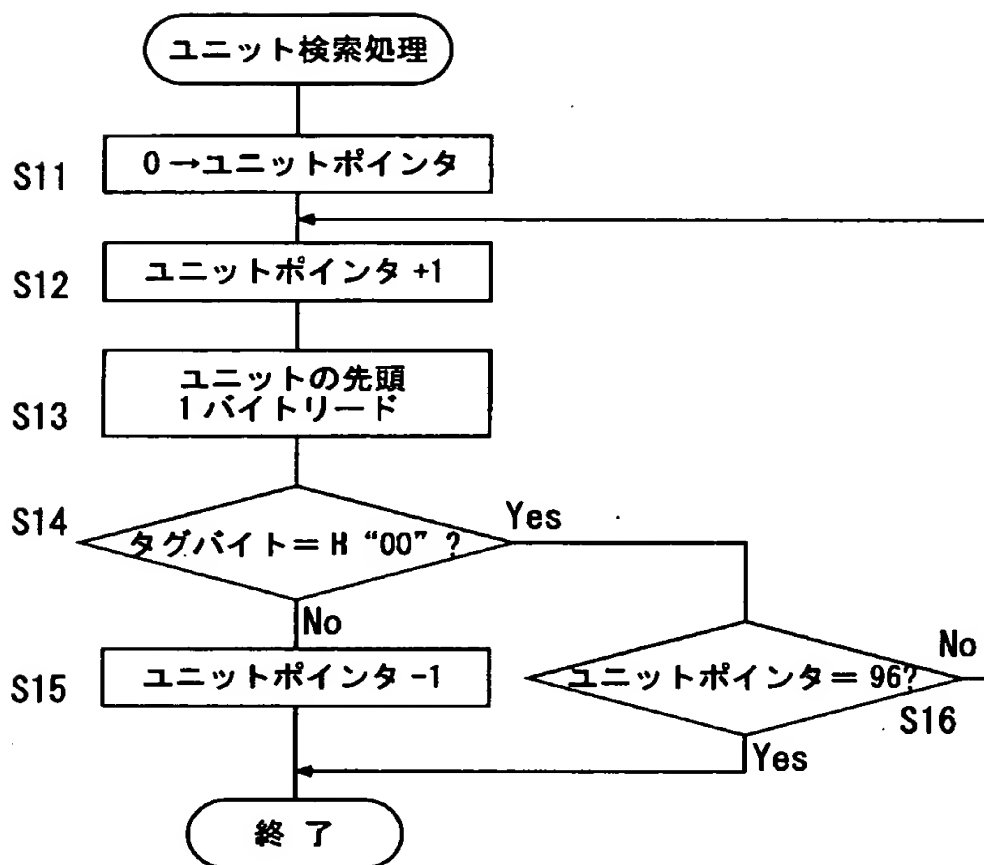 ユニット検索処理
S11
0→ユニットポインタ
S12
ユニットポインタ +1
S13
ユニットの先頭
1 バイトリード
S14
タグバイト＝ H “00” ?
Yes
No
S15
ユニットポインタ -1
ユニットポインタ＝ 96?
No
S16
Yes
終 了